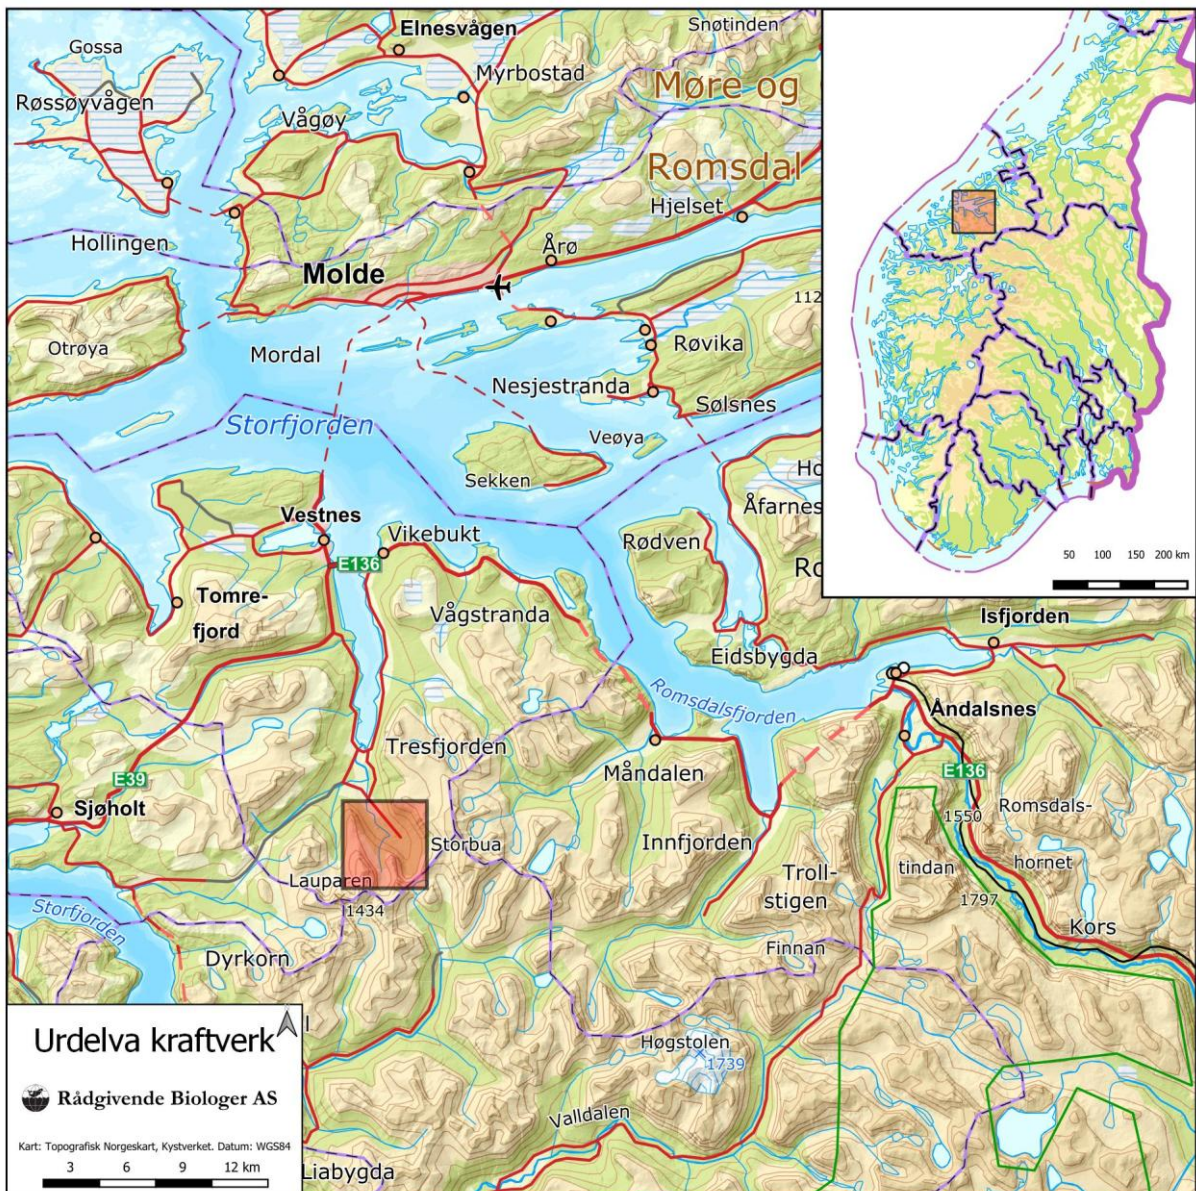 Elnesvågen
Snøtinden
Gossa
Myrbostad
Møre og
Røssøyvågen
Vågøy
Romsdal
Hjelset
Hollingen
Årø
Molde
112
Otrøya
Mordal
Røvika
Nesjestranda
Sølsnes
Storfjorden
Veøya
Sekken
Ho
Åfarnes
Vestnes
Vikebukt
Rødven
E136
Ro
50 100 150 200 km
Tomre-
fjord
Vågstranda
Isfjorden
Eidsbygda
Romsdalsfjorden
Åndalsnes
Tresfjorden
Måndalen
E39
E136
Sjøholt
1550
Romsdals-
Storbua
Innfjorden
hornet
Lauparen
Troll-
stigen
tindan
1434
1797
Storfjorden
Kors
Dyrkorn
Finnan
l
Urdelva kraftverk
Høgstolen
1739
Rådgivende Biologer AS
Valldalen
Kart: Topografisk Norgeskart, Kystverket. Datum: WGS84
3 6 9 12 km
Liabygda